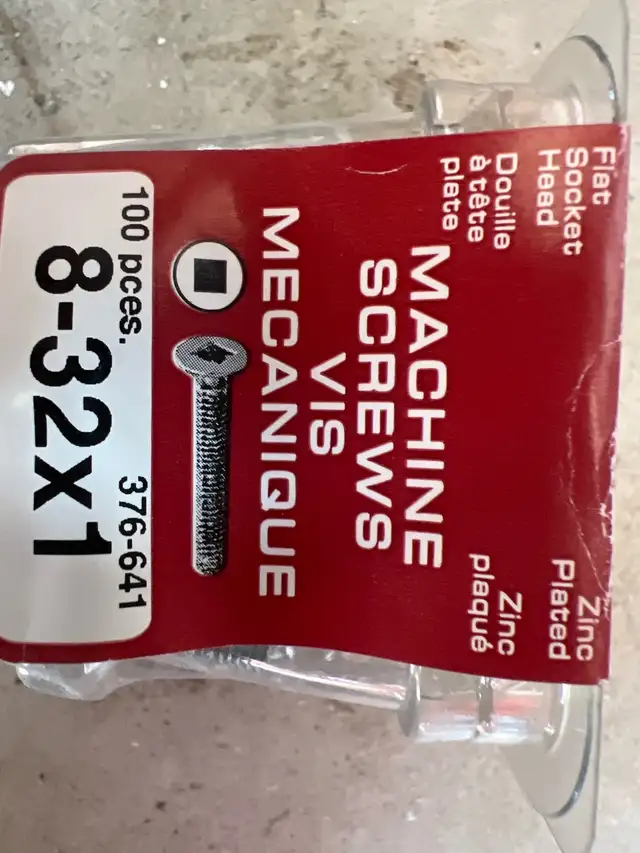 Flat
Socket
Head
Zinc
Plated
Douille
à tête
plate
Zinc
plaqué
MACHINE
SCREWS
VIS
MECANIQUE
100 pces.
376-641
8-32x1